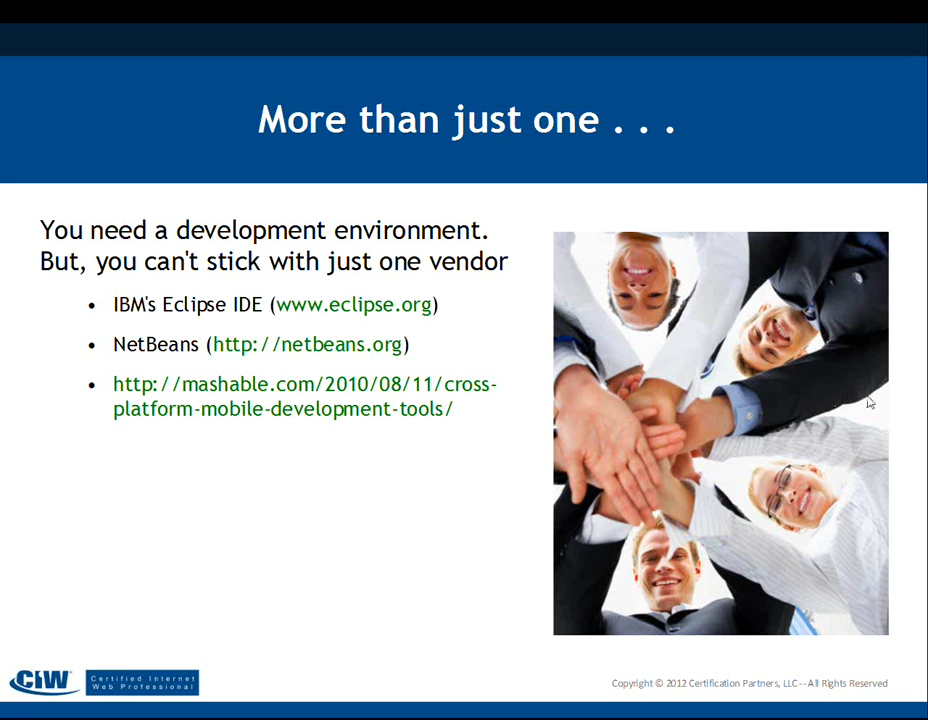 More than just one . . .
You need a development environment.
But, you can't stick with just one vendor
• IBM's Eclipse IDE (www.eclipse.org)
• NetBeans (http://netbeans.org)
• http://mashable.com/2010/08/11/cross-
platform-mobile-development-tools/
CIW
Certified Internet
Web Professional
Copyright © 2012 Certification Partners, LLC -- All Rights Reserved